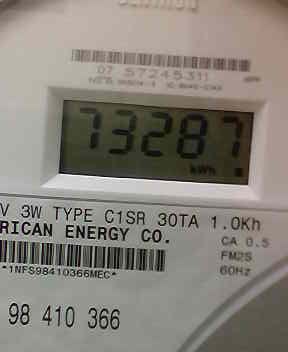 07 57245311
73287
kWh
V 3W TYPE C1SR 30TA 1.0Kh
RICAN ENERGY CO.
CA 0.5
FM2S
60Hz
*1NFS98410366MEC*
98 410 366